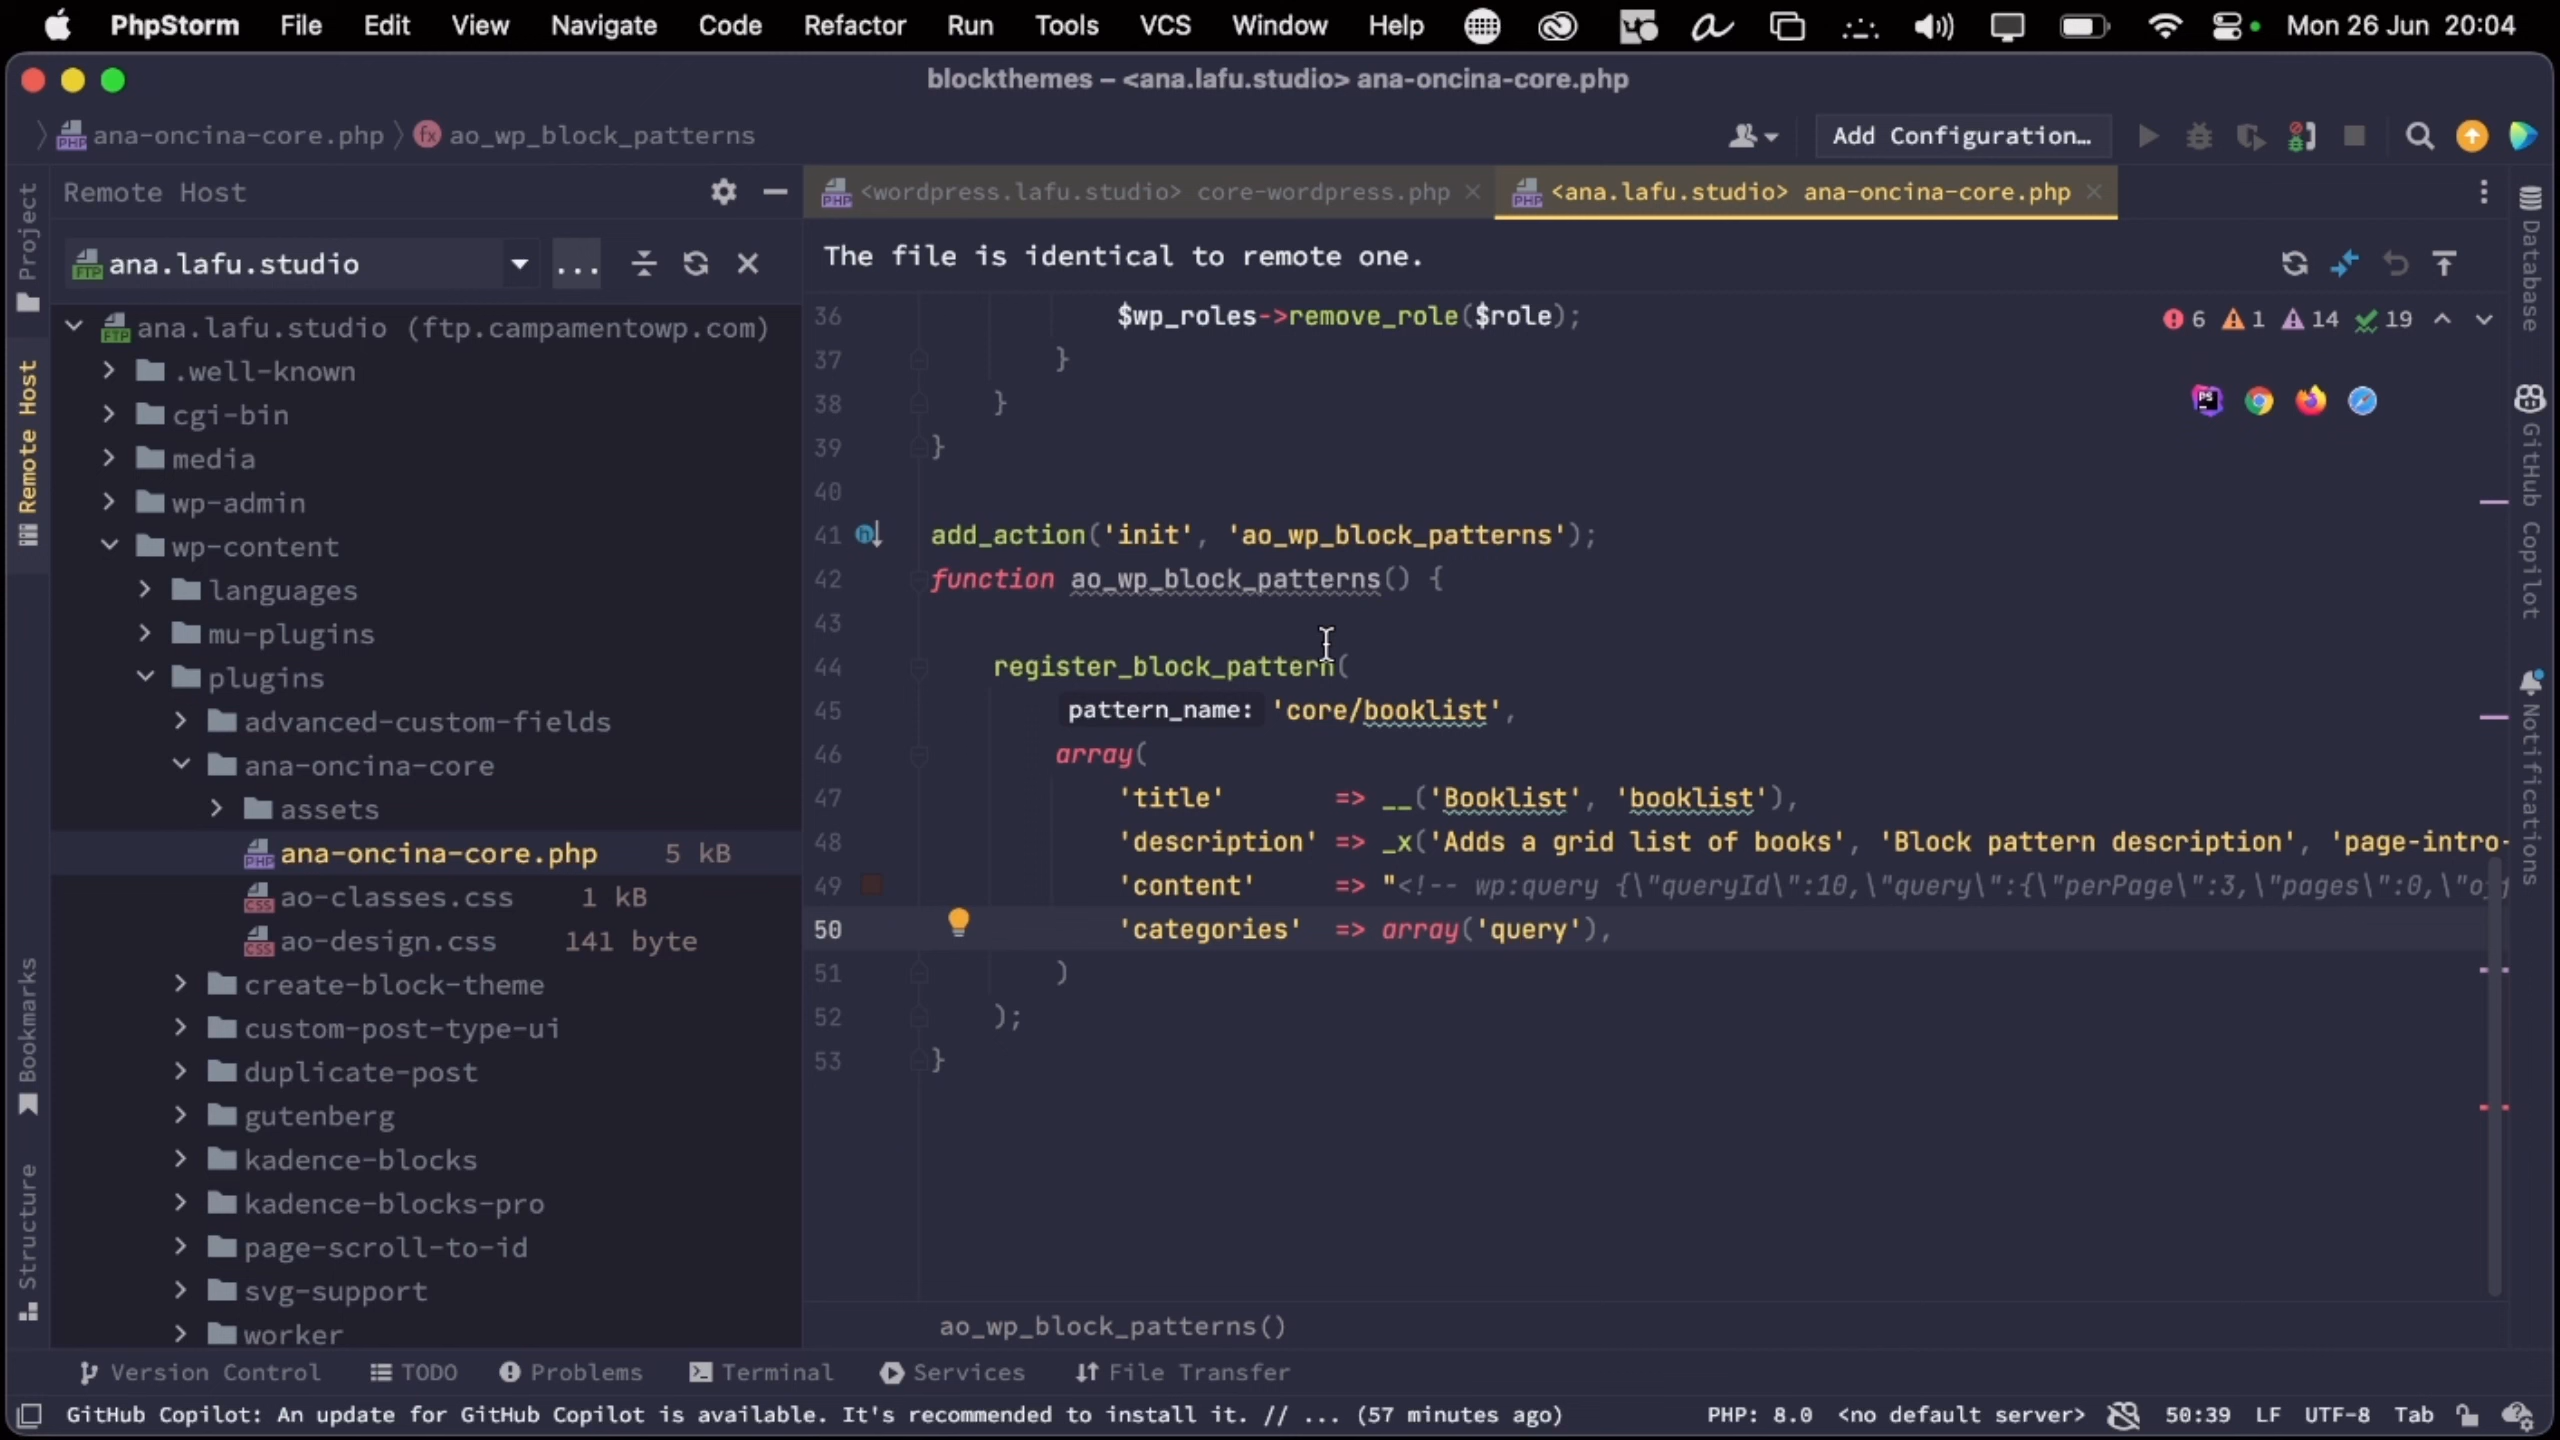 PhpStorm File Edit View Navigate Code Refactor Run Tools VCS Window Help Mon 26 Jun 20:04
blockthemes – <ana.lafu.studio> ana-oncina-core.php
ana-oncina-core.php ao_wp_block_patterns Add Configuration...
Remote Host
<wordpress.lafu.studio> core-wordpress.php
<ana.lafu.studio> ana-oncina-core.php
ana.lafu.studio ...
The file is identical to remote one.
6 1 14 19
Project
Remote Host
Bookmarks
Structure
ana.lafu.studio (ftp.campamentowp.com)
.well-known
cgi-bin
media
wp-admin
wp-content
languages
mu-plugins
plugins
advanced-custom-fields
ana-oncina-core
assets
ana-oncina-core.php 5 kB
ao-classes.css 1 kB
ao-design.css 141 byte
create-block-theme
custom-post-type-ui
duplicate-post
gutenberg
kadence-blocks
kadence-blocks-pro
page-scroll-to-id
svg-support
worker
36 $wp_roles->remove_role($role);
37 }
38 }
39 }
40
41 add_action('init', 'ao_wp_block_patterns');
42 function ao_wp_block_patterns() {
43
44 register_block_pattern(
45 pattern_name: 'core/booklist',
46 array(
47 'title' => __('Booklist', 'booklist'),
48 'description' => _x('Adds a grid list of books', 'Block pattern description', 'page-intro-
49 'content' => "<!-- wp:query {\"queryId\":10,\"query\":{\"perPage\":3,\"pages\":0,\"o
50 'categories' => array('query'),
51 )
52 );
53 }
ao_wp_block_patterns()
Database
GitHub Copilot
Notifications
Version Control TODO Problems Terminal Services File Transfer
GitHub Copilot: An update for GitHub Copilot is available. It's recommended to install it. // ... (57 minutes ago) PHP: 8.0 <no default server> 50:39 LF UTF-8 Tab